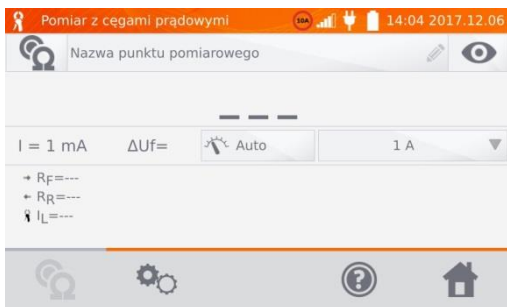 Pomiar z cęgami prądowymi 10A 14:04 2017.12.06
Nazwa punktu pomiarowego
— — —
I = 1 mA ΔUf= Auto 1 A
→ RF=---
← RR=---
IL=---
?